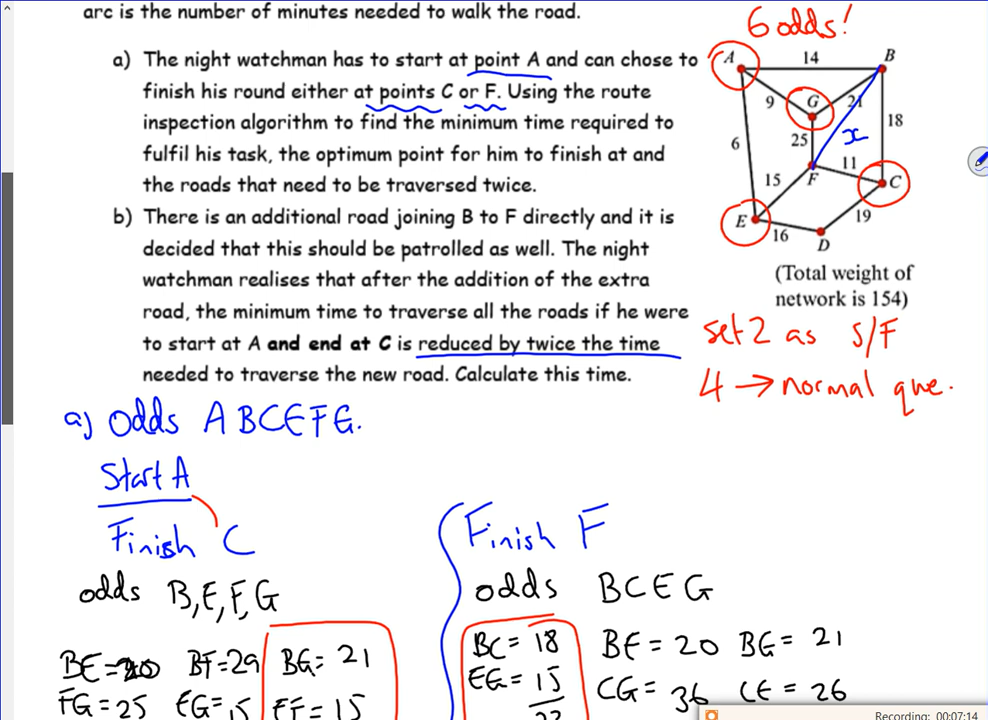 arc is the number of minutes needed to walk the road.
a) The night watchman has to start at point A and can chose to
finish his round either at points C or F. Using the route
inspection algorithm to find the minimum time required to
fulfil his task, the optimum point for him to finish at and
the roads that need to be traversed twice.
b) There is an additional road joining B to F directly and it is
decided that this should be patrolled as well. The night
watchman realises that after the addition of the extra
road, the minimum time to traverse all the roads if he were
to start at A and end at C is reduced by twice the time
needed to traverse the new road. Calculate this time.
6 odds!
A 14 B
9 G 21
6 25 x 18
15 F 11 C
E 16 D 19
(Total weight of
network is 154)
set 2 as S/F
4 → normal que.
a) Odds A B C E F G.
Start A
Finish C
odds B, E, F, G
BE=20 BF=29 BG= 21
FG=25 EG=15 EF=15
Finish F
odds B C E G
BC = 18 BE = 20 BG = 21
EG = 15 CG = 36 CE = 26
Recording: 00:07:14